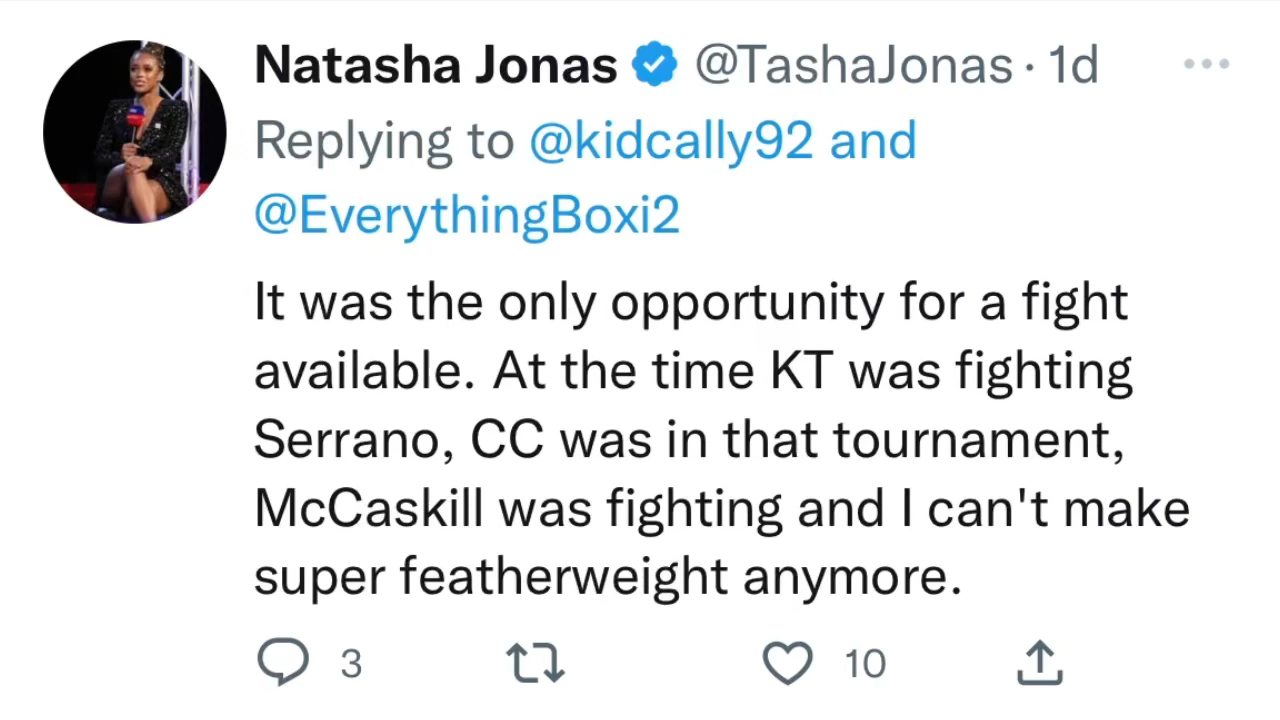 Natasha Jonas @TashaJonas · 1d
Replying to @kidcally92 and
@EverythingBoxi2
It was the only opportunity for a fight
available. At the time KT was fighting
Serrano, CC was in that tournament,
McCaskill was fighting and I can't make
super featherweight anymore.
3 10